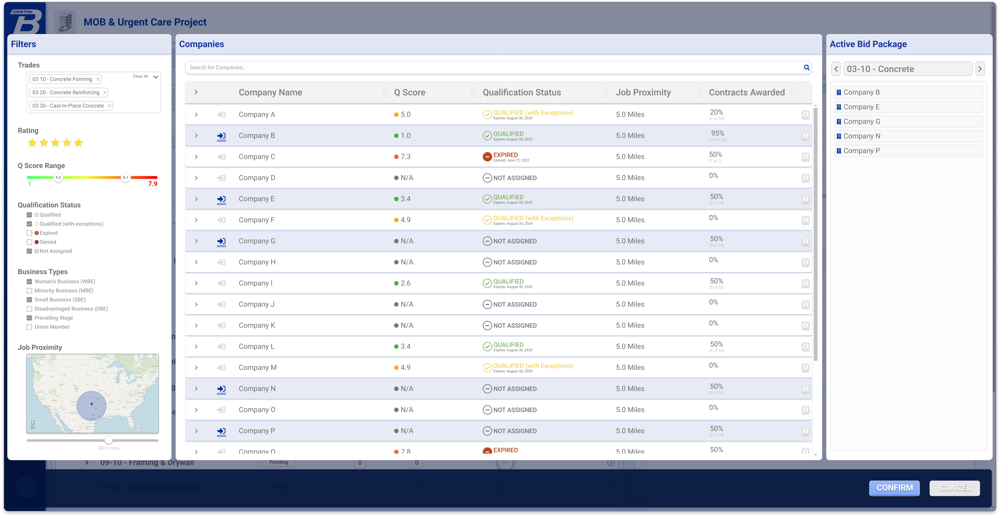 DESTINI
B
MOB & Urgent Care Project
Filters
Trades
03 10 - Concrete Forming
Clear All
03 20 - Concrete Reinforcing
03 30 - Cast-In-Place Concrete
Rating
Q Score Range
3.3
6.1
1
7.9
Qualification Status
Qualified
Qualified (with exceptions)
Expired
Denied
Not Assigned
Business Types
Women's Business (WBE)
Minority Business (MBE)
Small Business (SBE)
Disadvantaged Business (DBE)
Prevailing Wage
Union Member
Job Proximity
380.0 miles
Companies
Search for Companies...
Company Name Q Score Qualification Status Job Proximity Contracts Awarded
Company A 5.0 QUALIFIED (with Exceptions) 5.0 Miles 20%
Expires: August 30, 2029 (2 of 10)
Company B 1.0 QUALIFIED 5.0 Miles 95%
ADDED Expires: August 30, 2029 (19 of 20)
Company C 7.3 EXPIRED 5.0 Miles 50%
Expired: June 12, 2022 (1 of 2)
Company D N/A NOT ASSIGNED 5.0 Miles 0%
Company E 3.4 QUALIFIED 5.0 Miles 50%
ADDED Expires: August 30, 2029 (5 of 10)
Company F 4.9 QUALIFIED (with Exceptions) 5.0 Miles 0%
Expires: August 30, 2029
Company G N/A NOT ASSIGNED 5.0 Miles 50%
ADDED (5 of 10)
Company H N/A NOT ASSIGNED 5.0 Miles 0%
Company I 2.6 QUALIFIED 5.0 Miles 50%
Expires: August 30, 2029 (5 of 10)
Company J N/A NOT ASSIGNED 5.0 Miles 0%
Company K N/A NOT ASSIGNED 5.0 Miles 0%
Company L 3.4 QUALIFIED 5.0 Miles 50%
Expires: August 30, 2029 (5 of 10)
Company M 4.9 QUALIFIED (with Exceptions) 5.0 Miles 0%
Expires: August 30, 2029
Company N N/A NOT ASSIGNED 5.0 Miles 50%
ADDED (5 of 10)
Company O N/A NOT ASSIGNED 5.0 Miles 0%
Company P N/A NOT ASSIGNED 5.0 Miles 50%
ADDED (5 of 10)
Company 7.8 EXPIRED 5.0 Miles 50%
Active Bid Package
03-10 - Concrete
Company B
Company E
Company G
Company N
Company P
09-10 - Framing & Drywall Pending 0 0 0%
09-20 - Acoustical Ceilings Pending 0 0
CONFIRM CANCEL